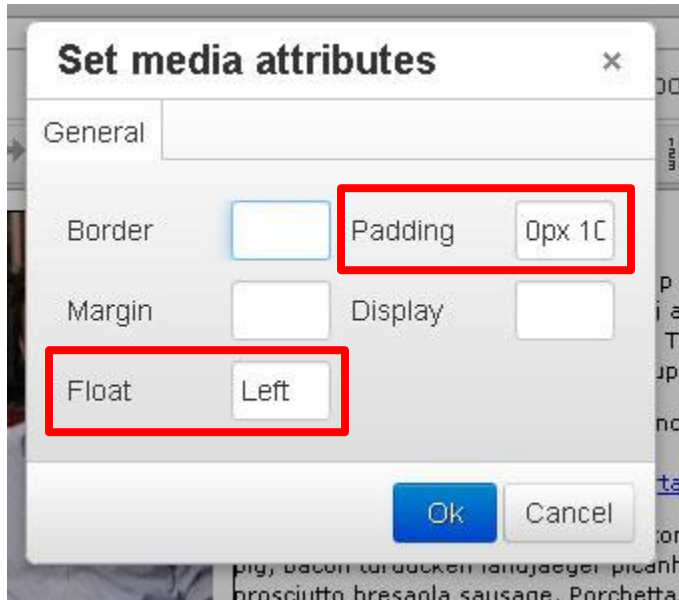 Set media attributes ×
General
Border Padding 0px 10
Margin Display
Float Left
Ok Cancel
pig, bacon turducken landjaeger picanh
prosciutto bresaola sausage. Porchetta